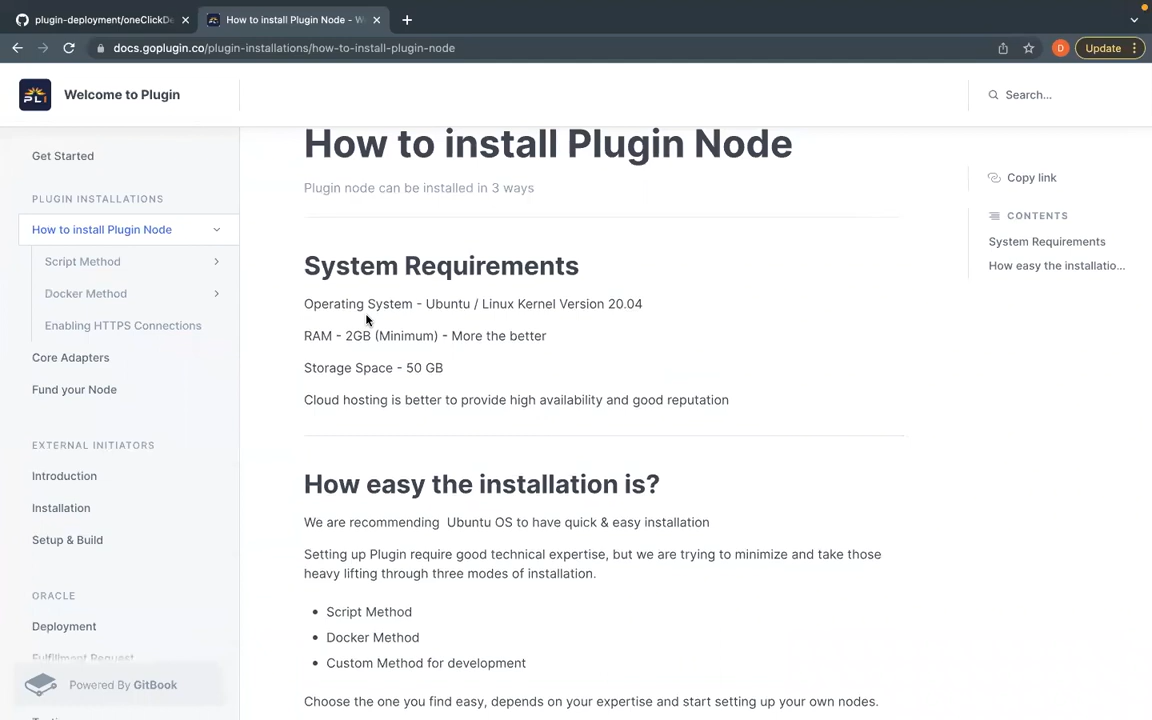 plugin-deployment/oneClickDe
How to install Plugin Node - W
docs.goplugin.co/plugin-installations/how-to-install-plugin-node
D
Update
PLI
Welcome to Plugin
Search...
Get Started
PLUGIN INSTALLATIONS
How to install Plugin Node
Script Method
Docker Method
Enabling HTTPS Connections
Core Adapters
Fund your Node
EXTERNAL INITIATORS
Introduction
Installation
Setup & Build
ORACLE
Deployment
Fulfillment Request
Powered By GitBook
How to install Plugin Node
Plugin node can be installed in 3 ways
System Requirements
Operating System - Ubuntu / Linux Kernel Version 20.04
RAM - 2GB (Minimum) - More the better
Storage Space - 50 GB
Cloud hosting is better to provide high availability and good reputation
How easy the installation is?
We are recommending  Ubuntu OS to have quick & easy installation
Setting up Plugin require good technical expertise, but we are trying to minimize and take those
heavy lifting through three modes of installation.
• Script Method
• Docker Method
• Custom Method for development
Choose the one you find easy, depends on your expertise and start setting up your own nodes.
Copy link
CONTENTS
System Requirements
How easy the installatio...